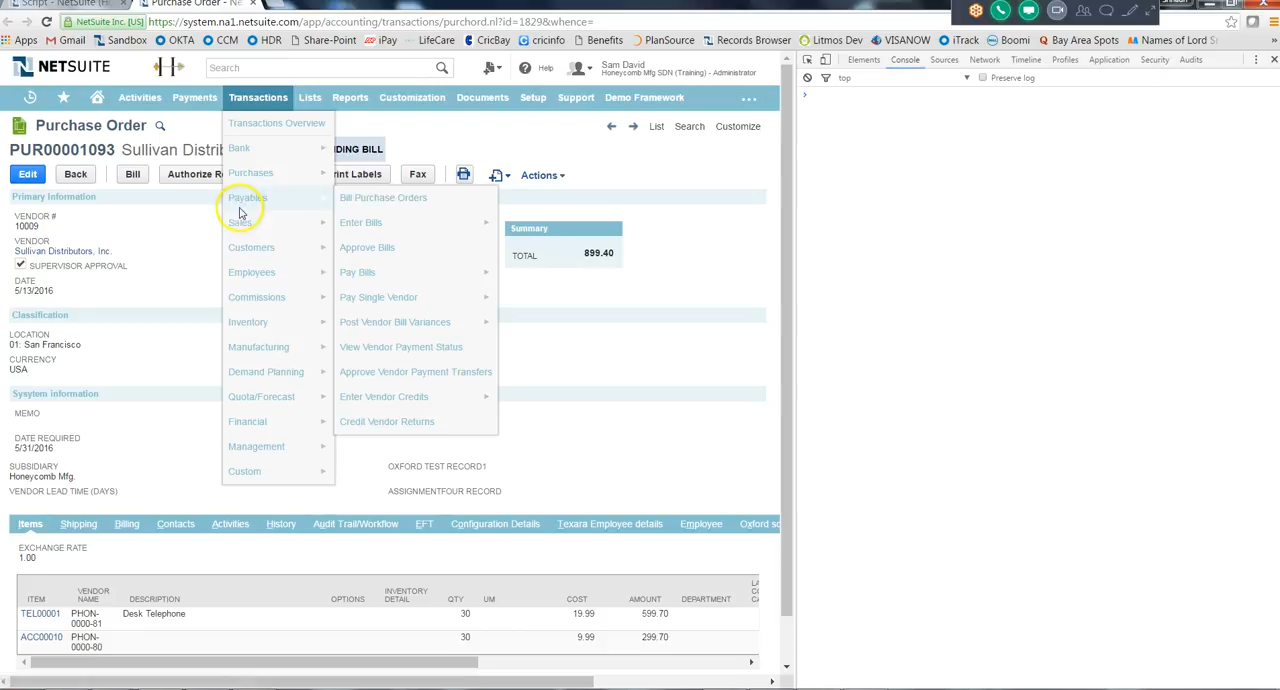 Script - NetSuite (H
Purchase Order - Ne
NetSuite Inc. [US]
https://system.na1.netsuite.com/app/accounting/transactions/purchord.nl?id=1829&whence=
Apps Gmail Sandbox OKTA CCM HDR Share-Point iPay LifeCare CricBay cricinfo Benefits PlanSource Records Browser Litmos Dev VISANOW iTrack Boomi Bay Area Spots Names of Lord S
Elements Console Sources Network Timeline Profiles Application Security Audits
NETSUITE
Search
Help
Sam David
Honeycomb Mfg SDN (Training) - Administrator
top
Preserve log
Activities Payments Transactions Lists Reports Customization Documents Setup Support Demo Framework
Purchase Order
List Search Customize
PUR00001093 Sullivan Distrib
DING BILL
Edit Back Bill Authorize Re
rint Labels Fax
Actions
Transactions Overview
Bank
Purchases
Payables
Sales
Customers
Employees
Commissions
Inventory
Manufacturing
Demand Planning
Quota/Forecast
Financial
Management
Custom
Bill Purchase Orders
Enter Bills
Approve Bills
Pay Bills
Pay Single Vendor
Post Vendor Bill Variances
View Vendor Payment Status
Approve Vendor Payment Transfers
Enter Vendor Credits
Credit Vendor Returns
Primary Information
VENDOR #
10009
VENDOR
Sullivan Distributors, Inc.
SUPERVISOR APPROVAL
DATE
5/13/2016
Summary
TOTAL 899.40
Classification
LOCATION
01: San Francisco
CURRENCY
USA
Sysytem information
MEMO
DATE REQUIRED
5/31/2016
SUBSIDIARY
Honeycomb Mfg.
VENDOR LEAD TIME (DAYS)
OXFORD TEST RECORD1
ASSIGNMENTFOUR RECORD
Items Shipping Billing Contacts Activities History Audit Trail/Workflow EFT Configuration Details Texara Employee details Employee Oxford sc
EXCHANGE RATE
1.00
ITEM VENDOR NAME DESCRIPTION OPTIONS INVENTORY DETAIL QTY UM COST AMOUNT DEPARTMENT
TEL00001 PHON-0000-81 Desk Telephone 30 19.99 599.70
ACC00010 PHON-0000-80 30 9.99 299.70